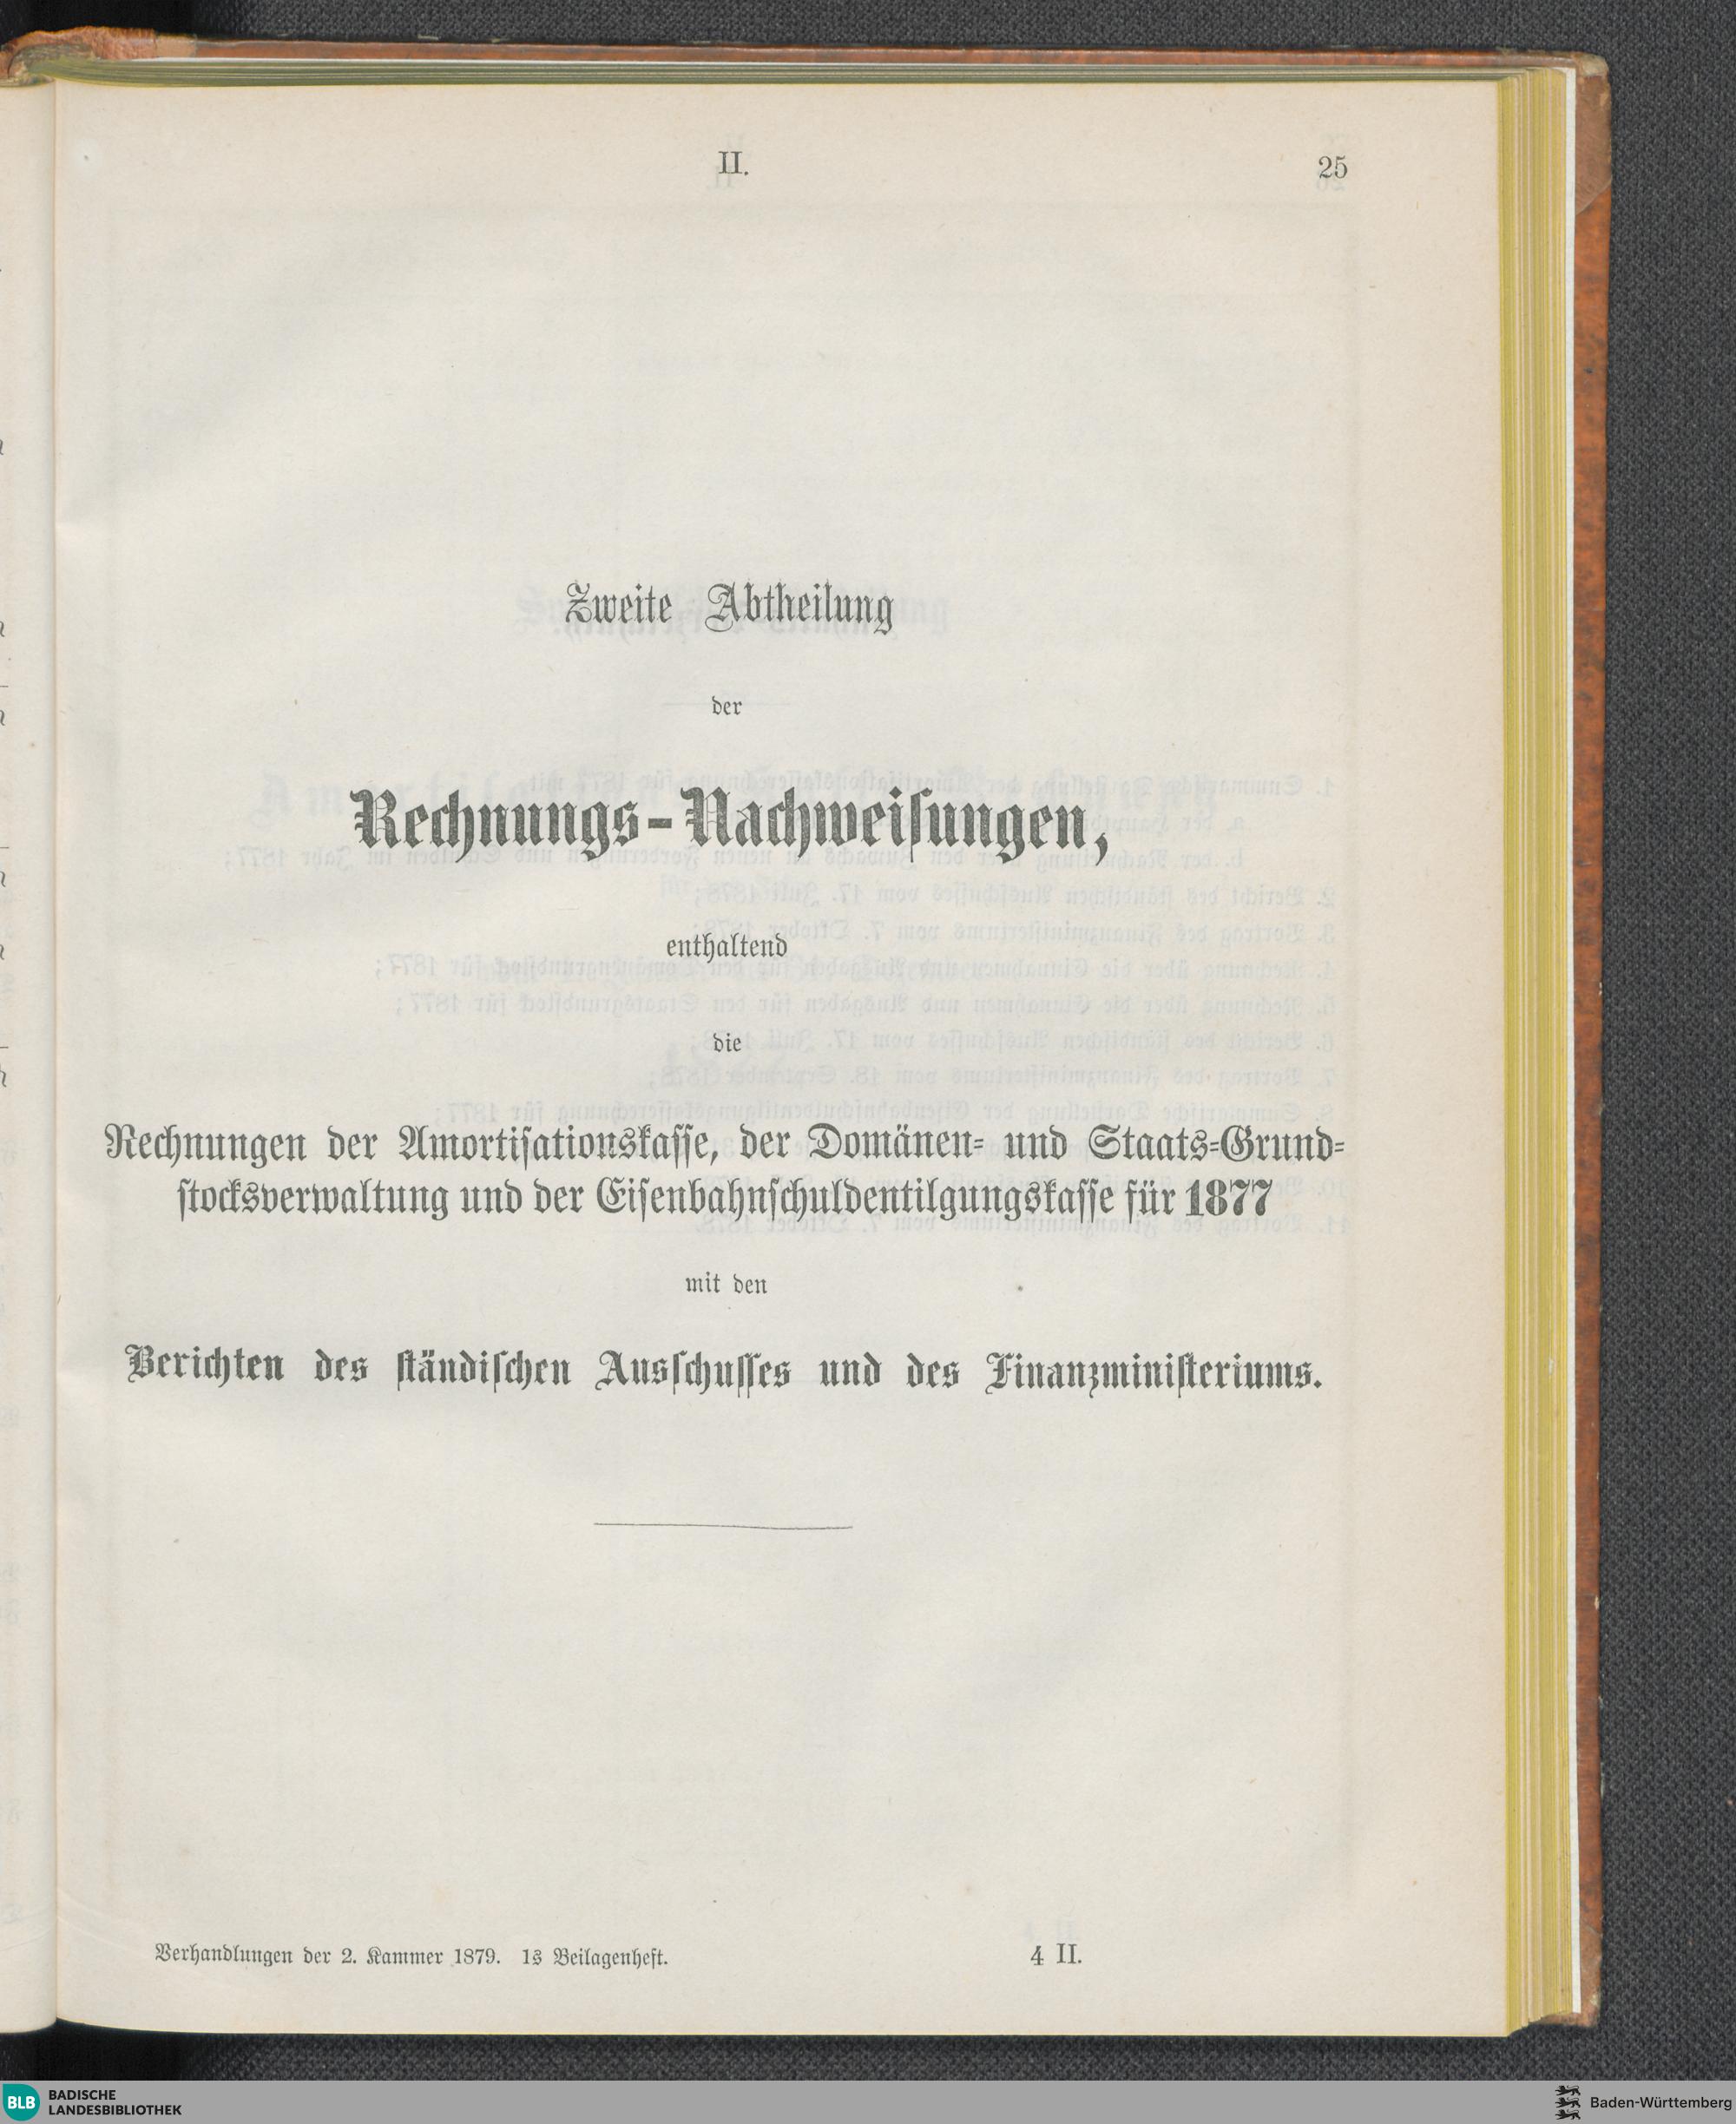 II.
25
Zweite Abtheilung
der
Rechnungs-Nachweisungen,
enthaltend
die
Rechnungen der Amortisationskasse, der Domänen- und Staats-Grund-
stocksverwaltung und der Eisenbahnschuldentilgungskasse für 1877
mit den
Berichten des ständischen Ausschusses und des Finanzministeriums.
Verhandlungen der 2. Kammer 1879. 1s Beilagenheft.
4 II.
BLB
BADISCHE
LANDESBIBLIOTHEK
Baden-Württemberg